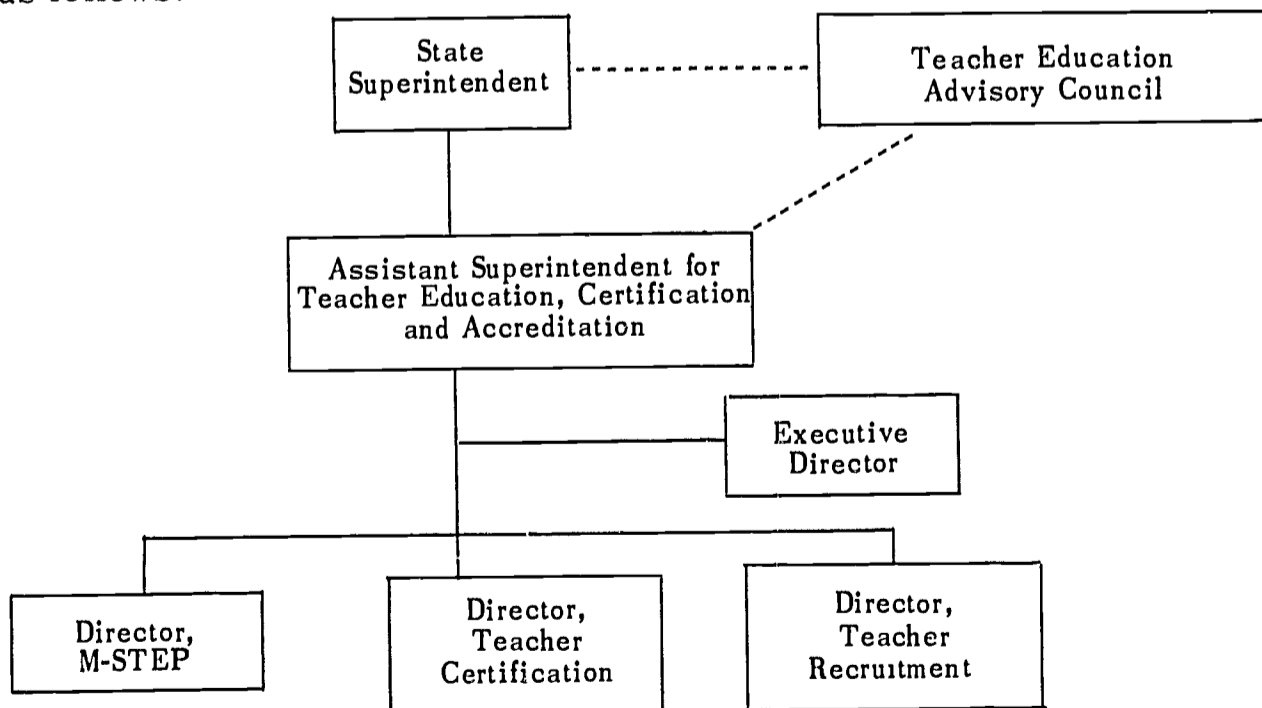 as follows:
State
Superintendent
Teacher Education
Advisory Council
Assistant Superintendent for
Teacher Education, Certification
and Accreditation
Executive
Director
Director,
M-STEP
Director,
Teacher
Certification
Director,
Teacher
Recruitment